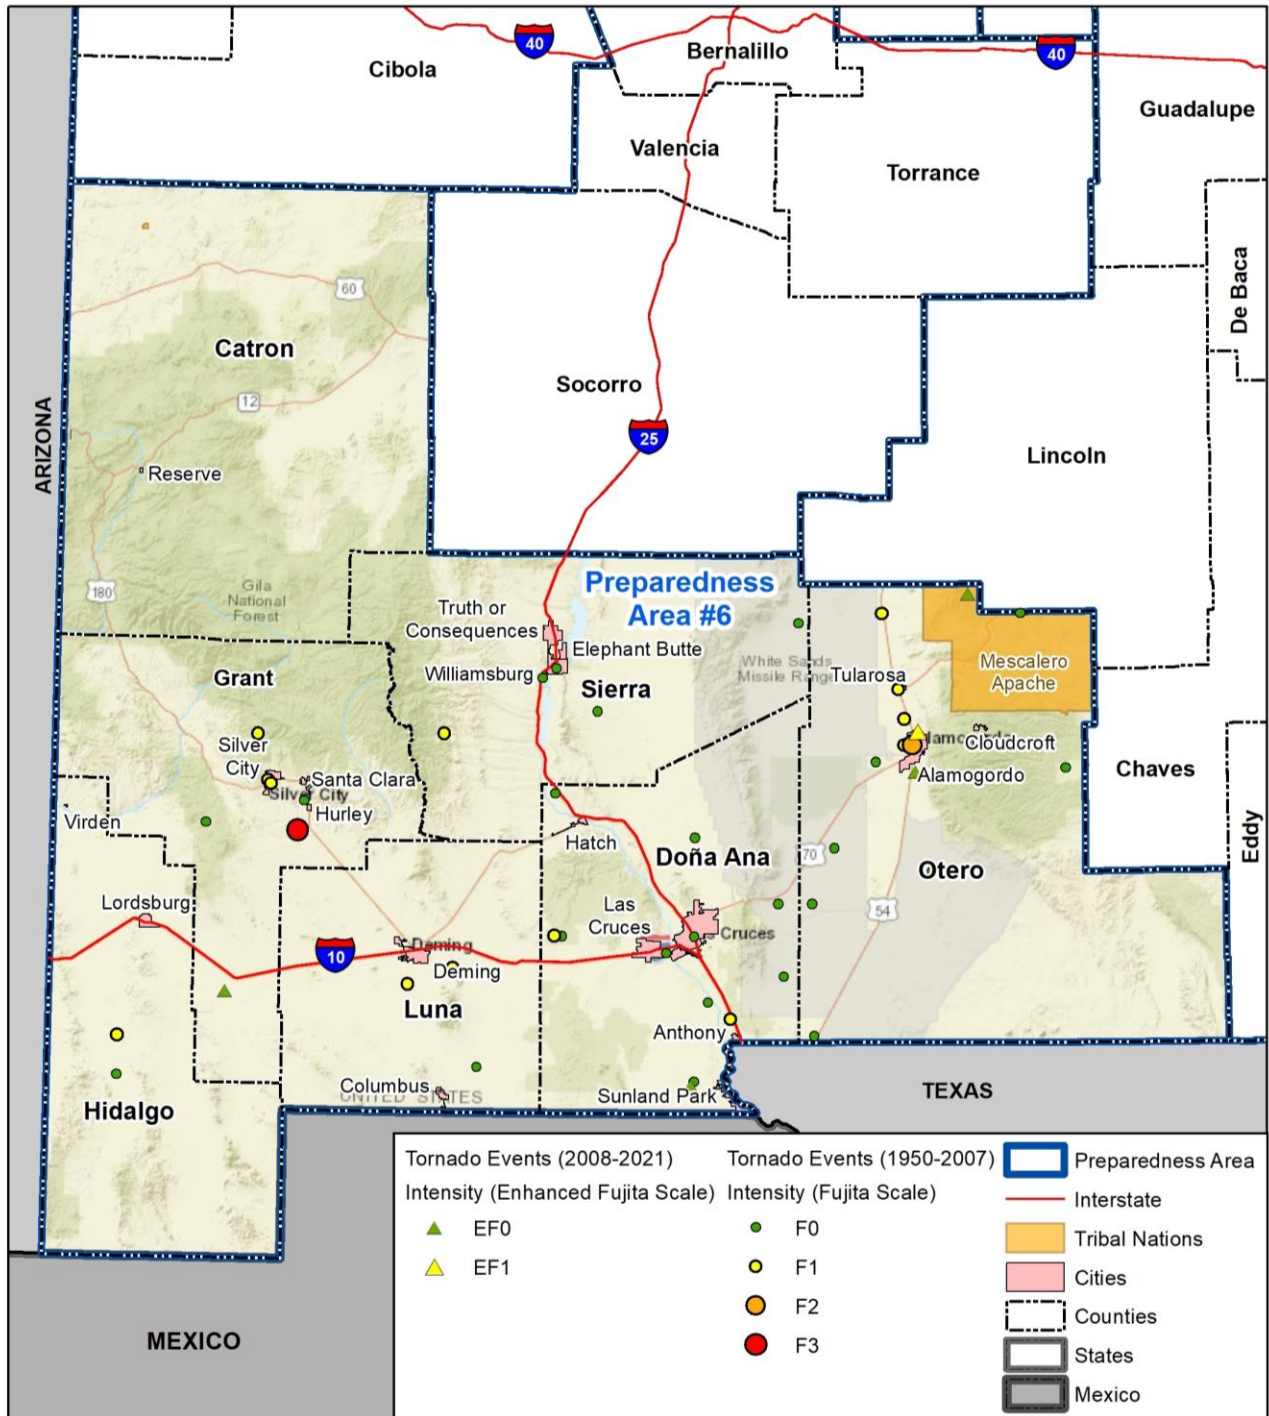 40
Bernalillo
40
Cibola
Guadalupe
Valencia
Torrance
De Baca
60
Catron
12
Socorro
ARIZONA
25
Lincoln
Reserve
180
Gila
National
Forest
Preparedness
Area #6
Truth or
Consequences
Elephant Butte
Williamsburg
Sierra
White Sands
Missile Range
Tularosa
Mescalero
Apache
Grant
Silver
City
Santa Clara
Silver City
Hurley
Cloudcroft
Alamogordo
Chaves
Virden
Hatch
Doña Ana
70
Otero
Eddy
Lordsburg
Las
Cruces
Cruces
54
10
Deming
Deming
Luna
Anthony
Columbus
UNITED STATES
Sunland Park
Hidalgo
TEXAS
MEXICO
Tornado Events (2008-2021)
Intensity (Enhanced Fujita Scale)
EF0
EF1
Tornado Events (1950-2007)
Intensity (Fujita Scale)
F0
F1
F2
F3
Preparedness Area
Interstate
Tribal Nations
Cities
Counties
States
Mexico